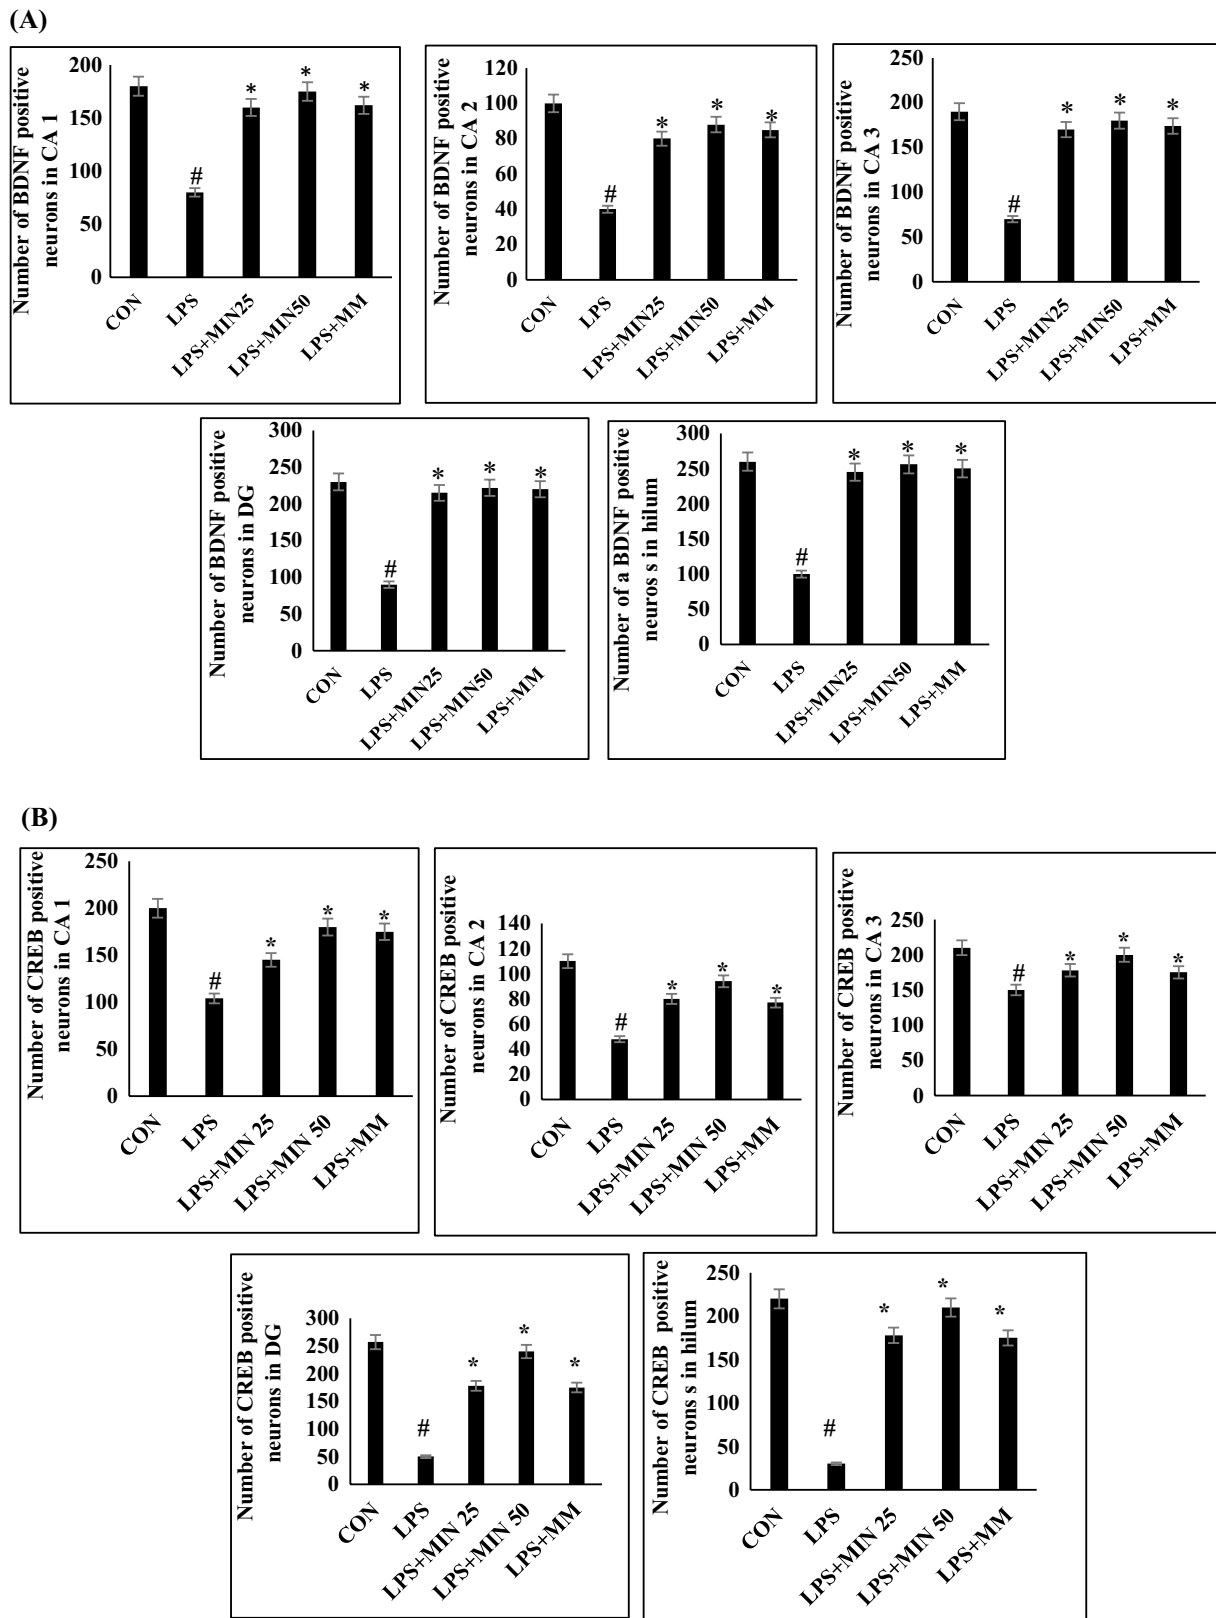 (A)
Number of BDNF positive
neurons in CA 1
200
150
100
50
0
*
*
*
#
CON
LPS
LPS+MIN25
LPS+MIN50
LPS+MM
Number of BDNF positive
neurons in CA 2
120
100
80
60
40
20
0
*
*
*
#
CON
LPS
LPS+MIN25
LPS+MIN50
LPS+MM
Number of BDNF positive
neurons in CA 3
250
200
150
100
50
0
*
*
*
#
CON
LPS
LPS+MIN25
LPS+MIN50
LPS+MM
Number of BDNF positive
neurons in DG
300
250
200
150
100
50
0
*
*
*
#
CON
LPS
LPS+MIN25
LPS+MIN50
LPS+MM
Number of a BDNF positive
neuros s in hilum
300
250
200
150
100
50
0
*
*
*
#
CON
LPS
LPS+MIN25
LPS+MIN50
LPS+MM
(B)
Number of CREB positive
neurons in CA 1
250
200
150
100
50
0
#
*
*
*
CON
LPS
LPS+MIN 25
LPS+MIN 50
LPS+MM
Number of CREB positive
neurons in CA 2
140
120
100
80
60
40
20
0
#
*
*
*
CON
LPS
LPS+MIN 25
LPS+MIN 50
LPS+MM
Number of CREB positive
neurons in CA 3
250
200
150
100
50
0
#
*
*
*
CON
LPS
LPS+MIN 25
LPS+MIN 50
LPS+MM
Number of CREB positive
neurons in DG
300
250
200
150
100
50
0
#
*
*
*
CON
LPS
LPS+MIN 25
LPS+MIN 50
LPS+MM
Number of CREB positive
neurons s in hilum
250
200
150
100
50
0
#
*
*
*
CON
LPS
LPS+MIN 25
LPS+MIN 50
LPS+MM